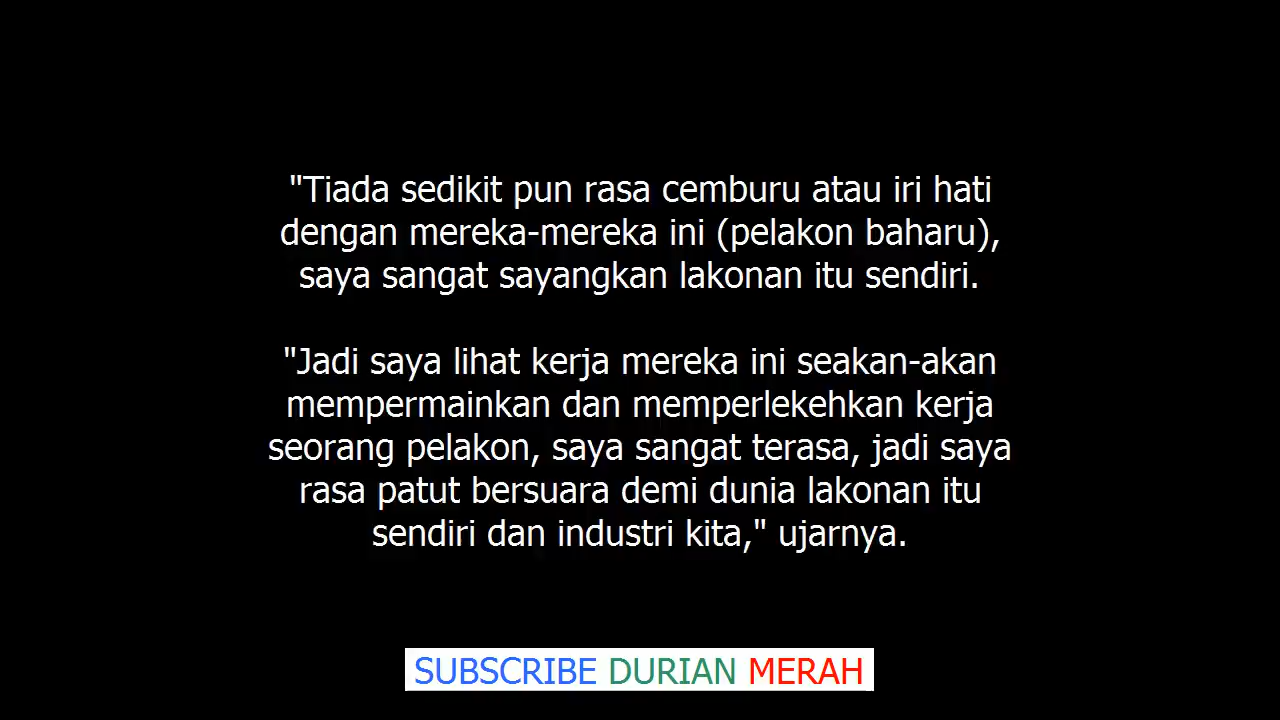 "Tiada sedikit pun rasa cemburu atau iri hati
dengan mereka-mereka ini (pelakon baharu),
saya sangat sayangkan lakonan itu sendiri.
"Jadi saya lihat kerja mereka ini seakan-akan
mempermainkan dan memperlekehkan kerja
seorang pelakon, saya sangat terasa, jadi saya
rasa patut bersuara demi dunia lakonan itu
sendiri dan industri kita," ujarnya.
SUBSCRIBE DURIAN MERAH